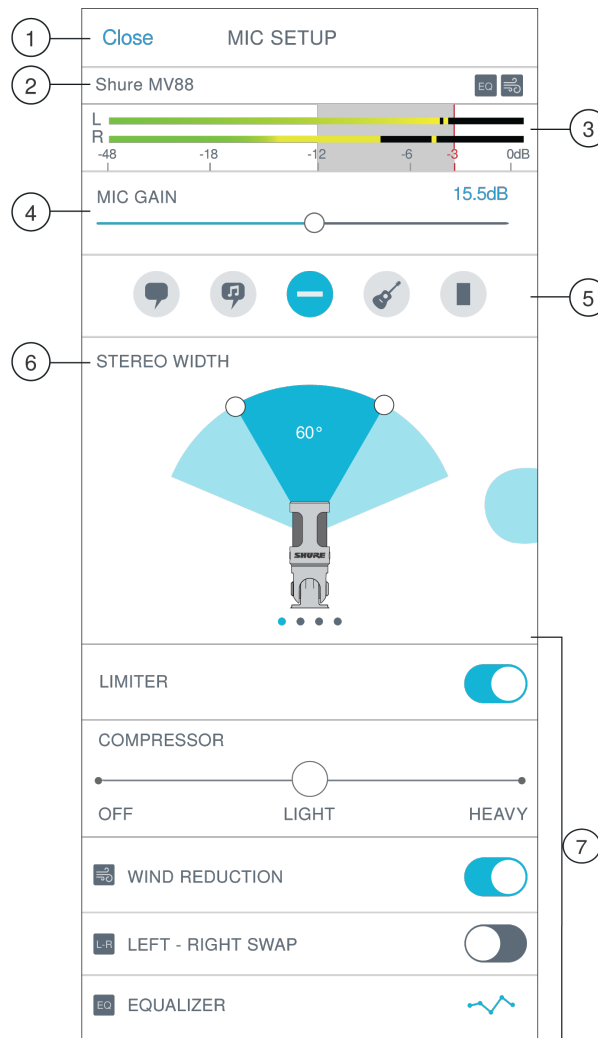 1
Close MIC SETUP
2
Shure MV88 EQ
L
R
3
-48 -18 -12 -6 -3 0dB
4
MIC GAIN 15.5dB
5
6
STEREO WIDTH
60°
SHURE
LIMITER
COMPRESSOR
OFF LIGHT HEAVY
7
WIND REDUCTION
L-R LEFT - RIGHT SWAP
EQ EQUALIZER